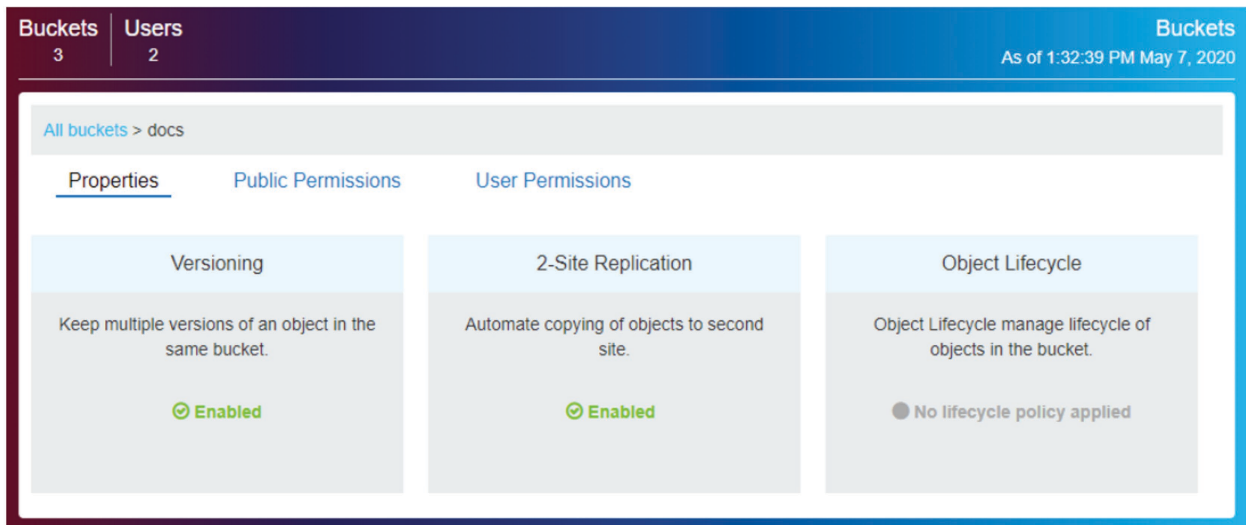 Buckets Users
3 2
Buckets
As of 1:32:39 PM May 7, 2020
All buckets > docs
Properties Public Permissions User Permissions
Versioning
Keep multiple versions of an object in the
same bucket.
Enabled
2-Site Replication
Automate copying of objects to second
site.
Enabled
Object Lifecycle
Object Lifecycle manage lifecycle of
objects in the bucket.
No lifecycle policy applied